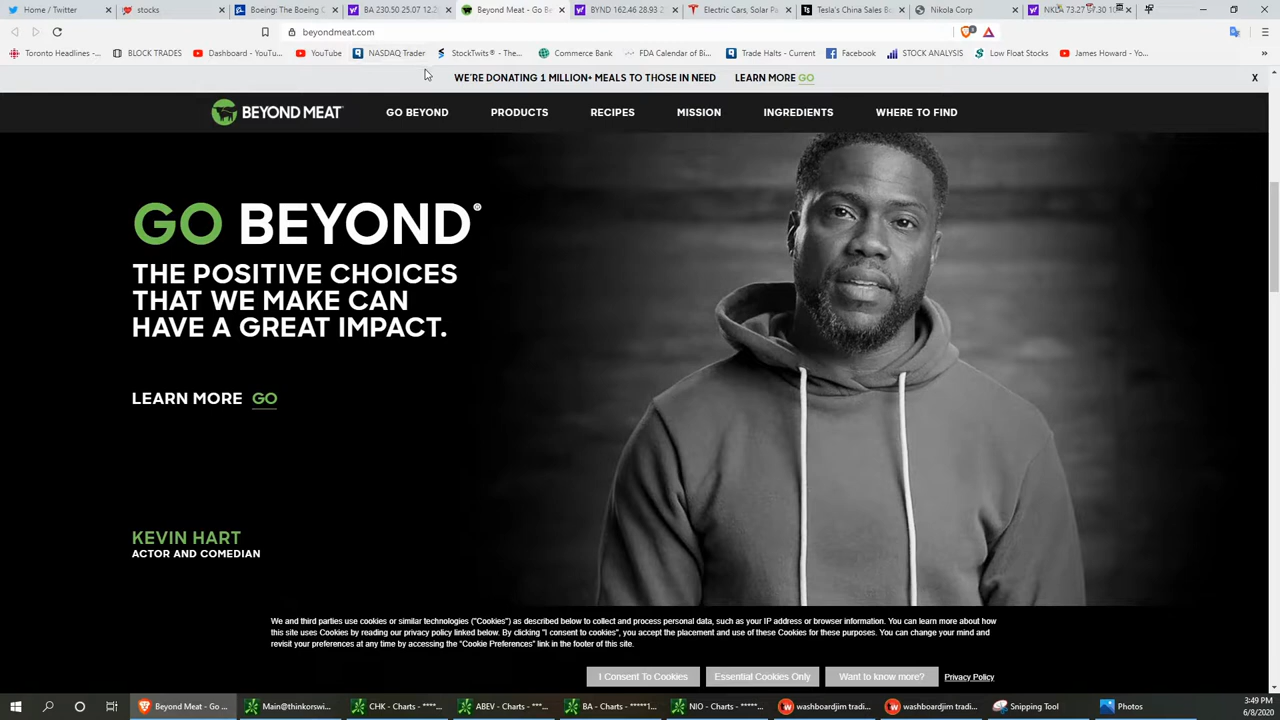 Home / Twitter
stocks
Boeing: The Boeing C
BA 230.50 25.07 12.2
Beyond Meat - Go Be
BYND 162.46 28.93 2
Electric Cars, Solar Pa
Tesla's China Sales Bo
Nikola Corp
NKLA 73.27 37.30 10
beyondmeat.com
Toronto Headlines -...
BLOCK TRADES
Dashboard - YouTu...
YouTube
NASDAQ Trader
StockTwits® - The...
Commerce Bank
FDA Calendar of Bi...
Trade Halts - Current
Facebook
STOCK ANALYSIS
Low Float Stocks
James Howard - Yo...
WE'RE DONATING 1 MILLION+ MEALS TO THOSE IN NEED LEARN MORE GO X
BEYOND MEAT
GO BEYOND PRODUCTS RECIPES MISSION INGREDIENTS WHERE TO FIND
GO BEYOND®
THE POSITIVE CHOICES
THAT WE MAKE CAN
HAVE A GREAT IMPACT.
LEARN MORE GO
KEVIN HART
ACTOR AND COMEDIAN
We and third parties use cookies or similar technologies ("Cookies") as described below to collect and process personal data, such as your IP address or browser information. You can learn more about how
this site uses Cookies by reading our privacy policy linked below. By clicking "I consent to cookies", you accept the placement and use of these Cookies for these purposes. You can change your mind and
revisit your preferences at any time by accessing the "Cookie Preferences" link in the footer of this site.
I Consent To Cookies Essential Cookies Only Want to know more? Privacy Policy
Beyond Meat - Go ...
Main@thinkorswi...
CHK - Charts - ****...
ABEV - Charts - ***...
BA - Charts - ****1...
NIO - Charts - ****...
washboardjim tradi...
washboardjim tradi...
Snipping Tool
Photos
3:49 PM
6/8/2020